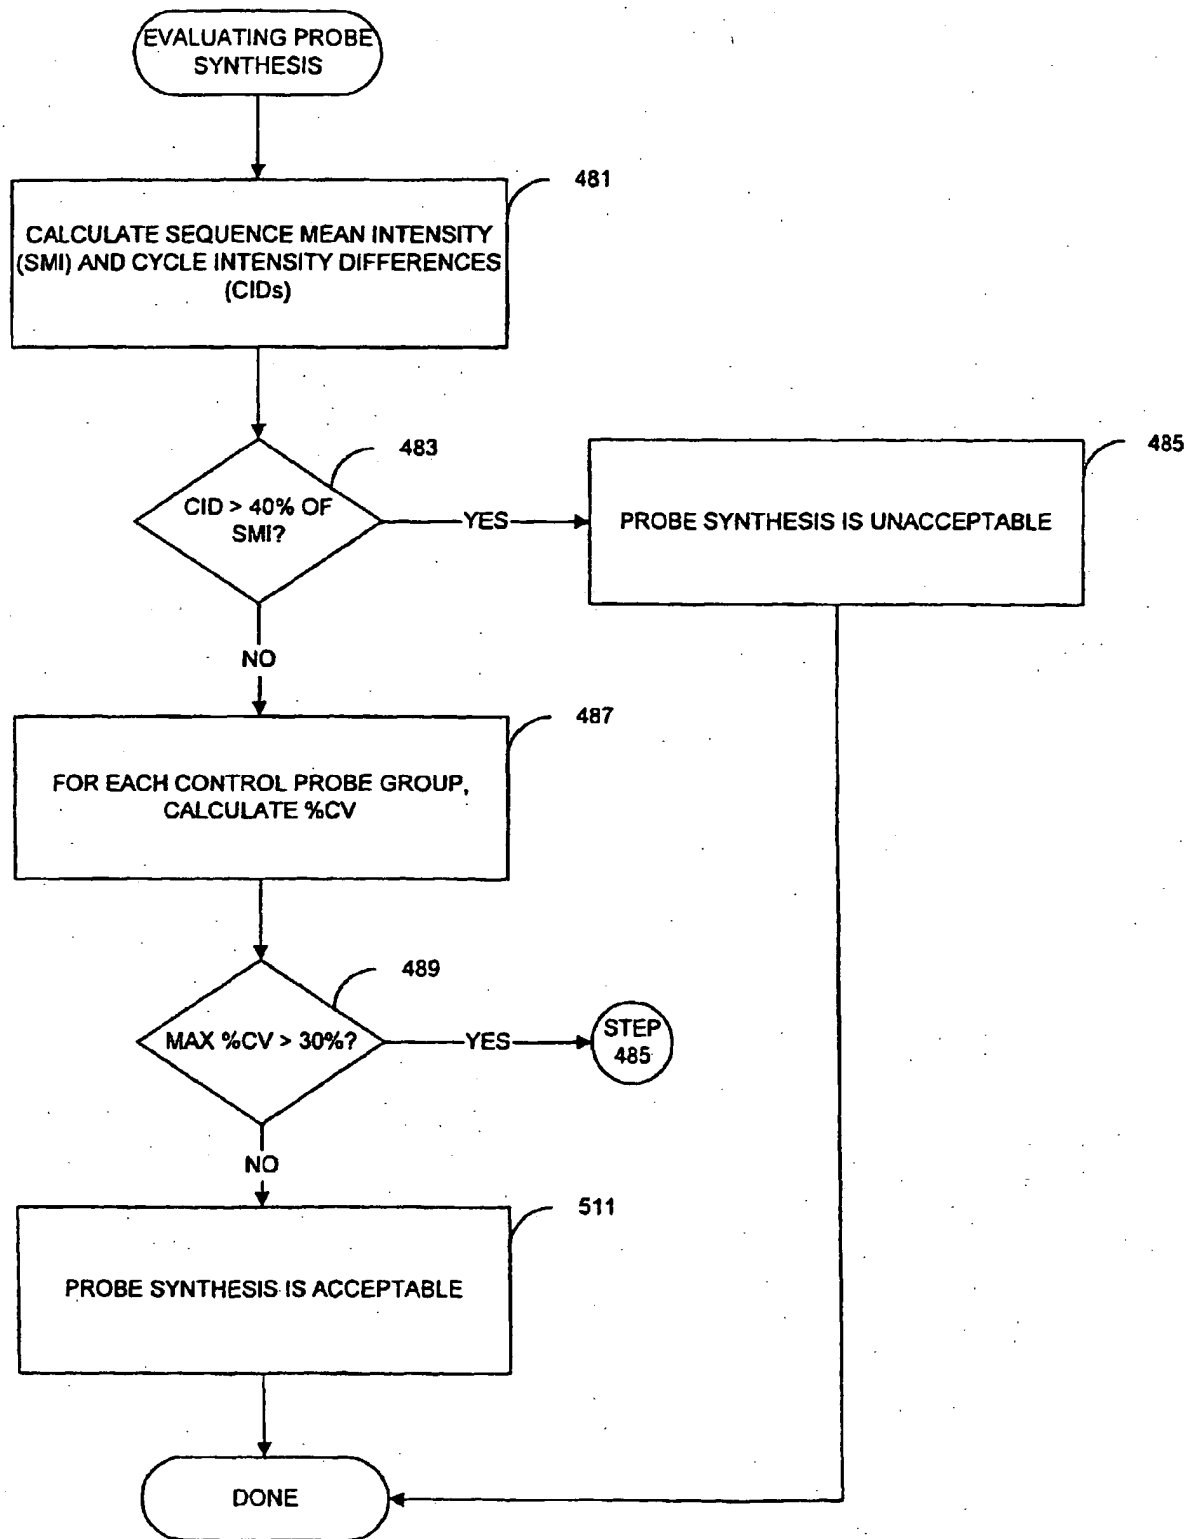 EVALUATING PROBE
SYNTHESIS
481
CALCULATE SEQUENCE MEAN INTENSITY
(SMI) AND CYCLE INTENSITY DIFFERENCES
(CIDs)
483
CID > 40% OF
SMI?
YES
485
PROBE SYNTHESIS IS UNACCEPTABLE
NO
487
FOR EACH CONTROL PROBE GROUP,
CALCULATE %CV
489
MAX %CV > 30%?
YES
STEP
485
NO
511
PROBE SYNTHESIS IS ACCEPTABLE
DONE